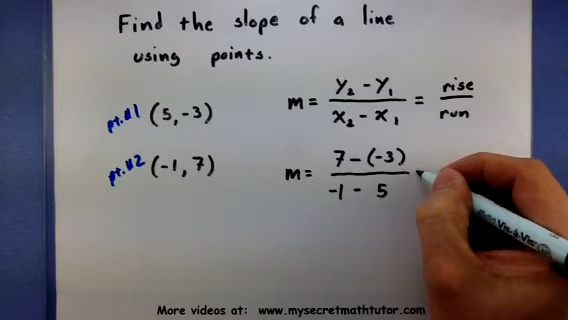 Find the slope of a line
using points.
pt.#1 (5,-3)
m = Y₂ - Y₁ / X₂ - X₁ = rise / run
pt.#2 (-1, 7)
m = 7 - (-3) / -1 - 5
More videos at: www.mysecretmathtutor.com